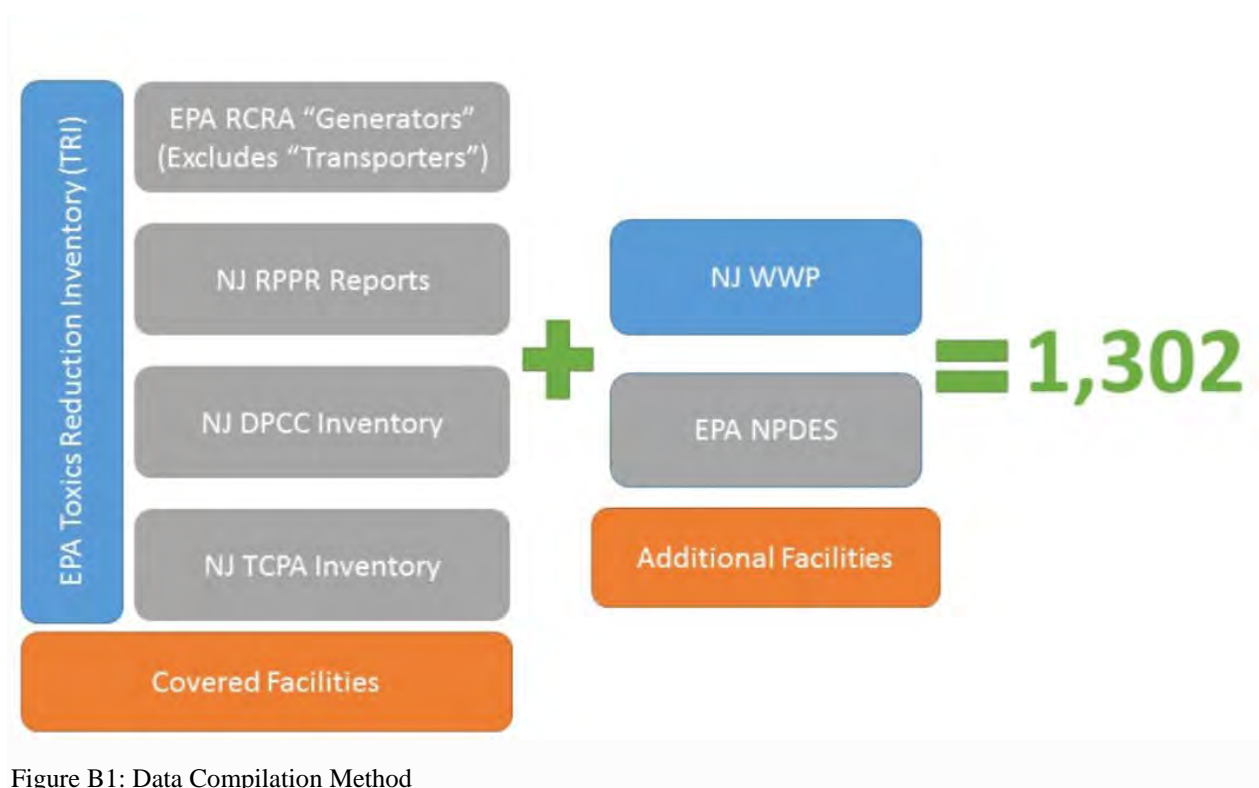 EPA Toxics Reduction Inventory (TRI)
EPA RCRA “Generators”
(Excludes “Transporters”)
NJ RPPR Reports
NJ DPCC Inventory
NJ TCPA Inventory
Covered Facilities
+
NJ WWP
EPA NPDES
Additional Facilities
= 1,302
Figure B1: Data Compilation Method